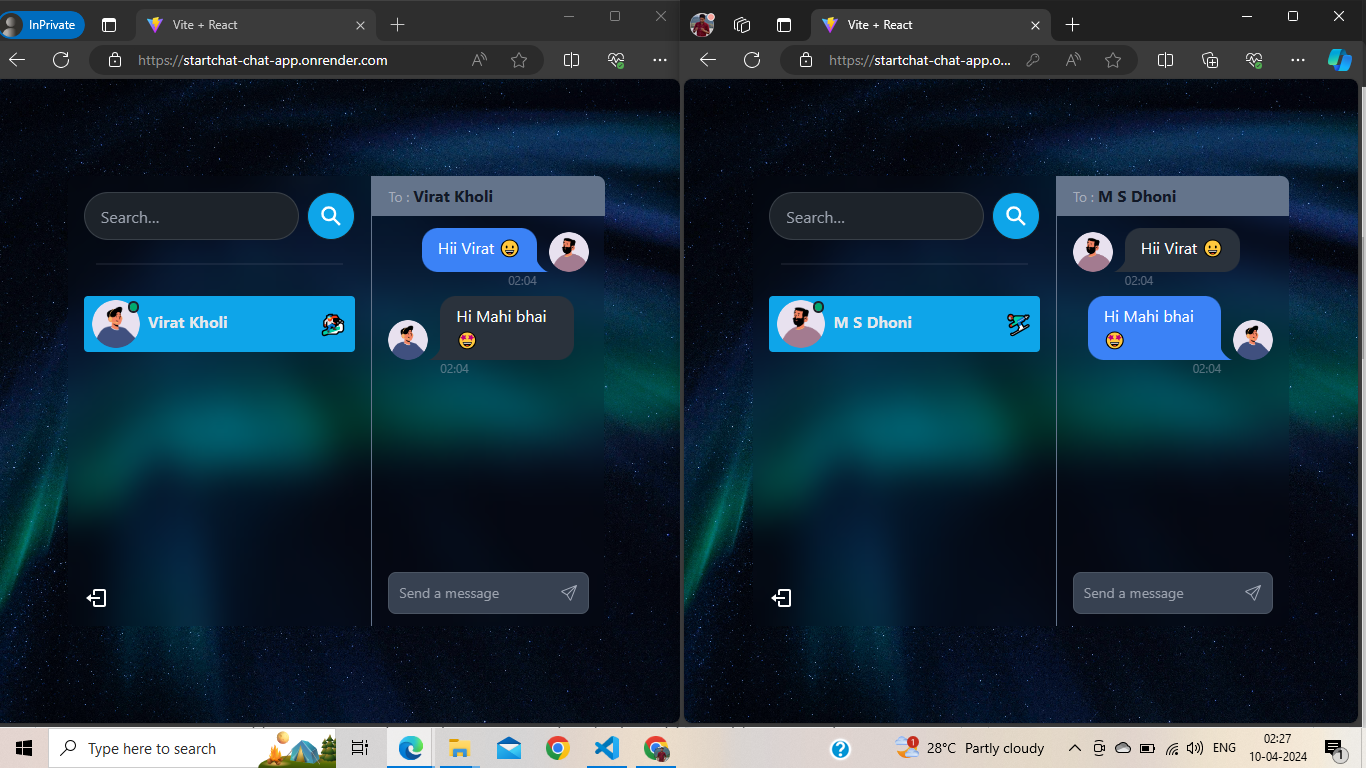 InPrivate
Vite + React
https://startchat-chat-app.onrender.com
Search...
To : Virat Kholi
Hii Virat 😀
02:04
Virat Kholi
Hi Mahi bhai
🤩
02:04
Send a message
Vite + React
https://startchat-chat-app.o...
Search...
To : M S Dhoni
Hii Virat 😀
02:04
M S Dhoni
Hi Mahi bhai
🤩
02:04
Send a message
Type here to search
1
28°C Partly cloudy
ENG
02:27
10-04-2024
1